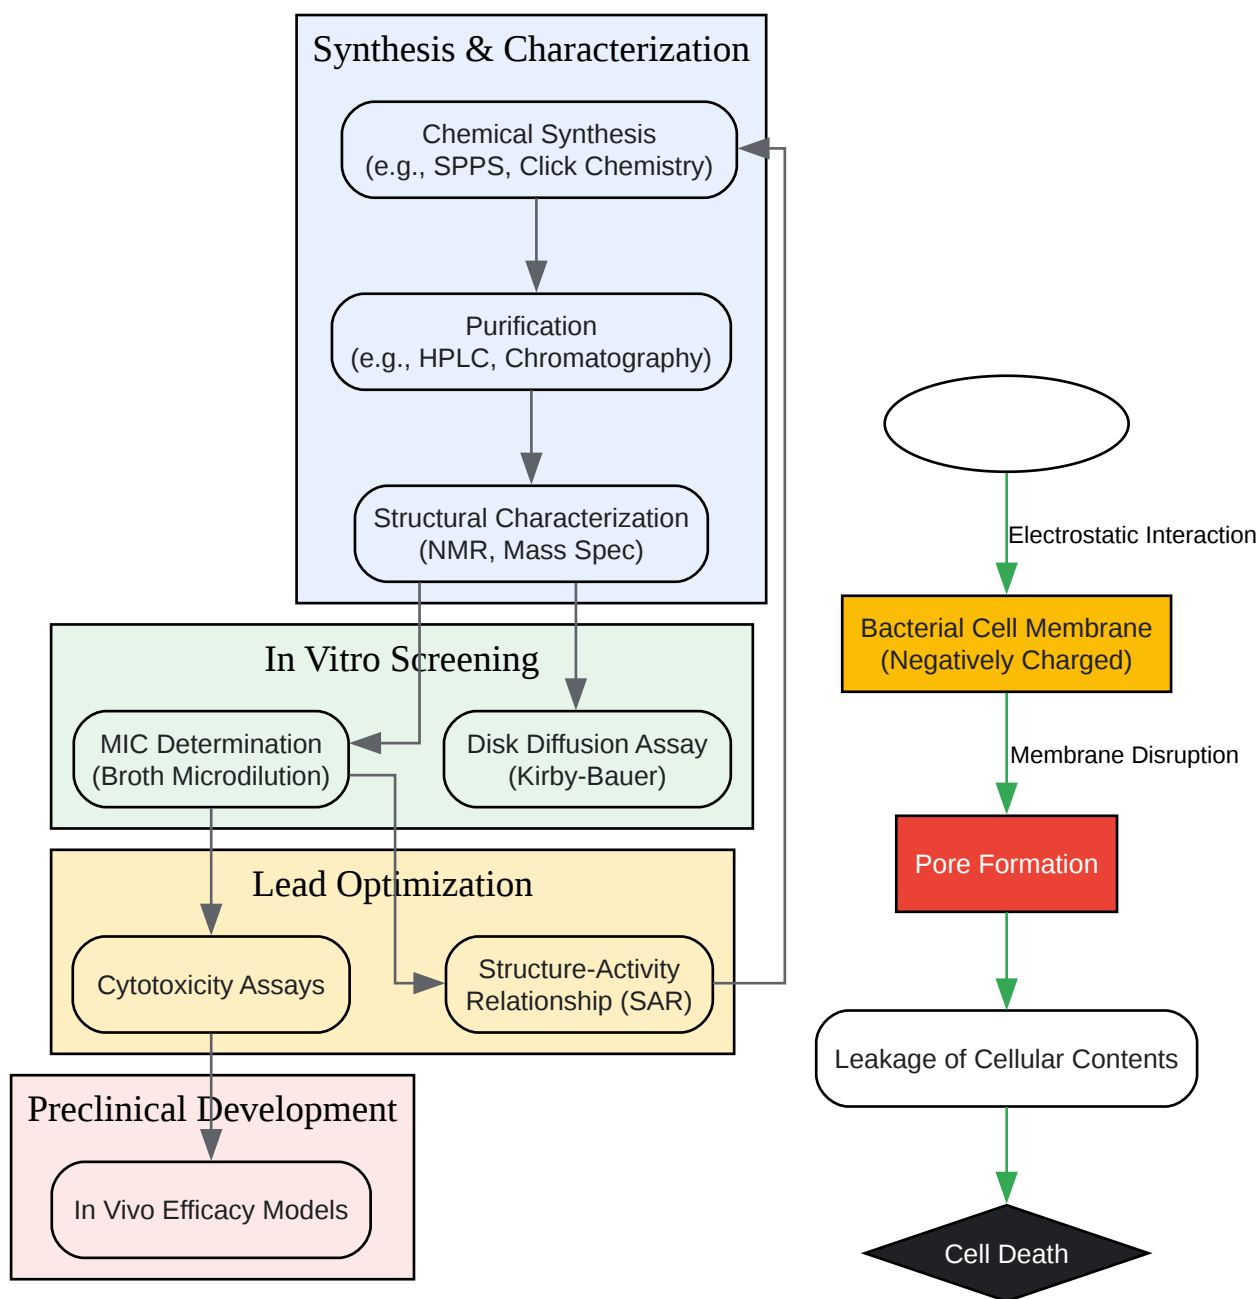 Synthesis & Characterization
Chemical Synthesis
(e.g., SPPS, Click Chemistry)
Purification
(e.g., HPLC, Chromatography)
Structural Characterization
(NMR, Mass Spec)
In Vitro Screening
MIC Determination
(Broth Microdilution)
Disk Diffusion Assay
(Kirby-Bauer)
Lead Optimization
Cytotoxicity Assays
Structure-Activity
Relationship (SAR)
Preclinical Development
In Vivo Efficacy Models
Electrostatic Interaction
Bacterial Cell Membrane
(Negatively Charged)
Membrane Disruption
Pore Formation
Leakage of Cellular Contents
Cell Death